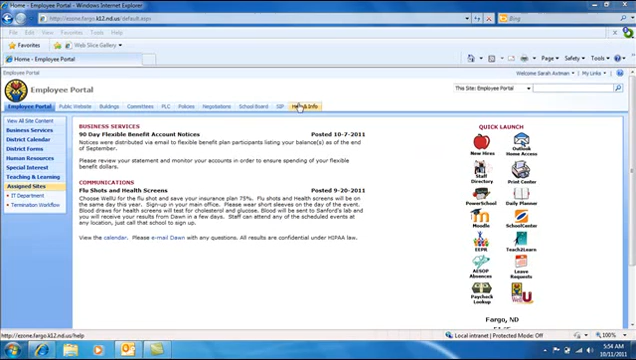 Home - Employee Portal - Windows Internet Explorer
http://ezone.fargo.k12.nd.us/default.aspx
Bing
File Edit View Favorites Tools Help
Favorites Web Slice Gallery
Home - Employee Portal
Page Safety Tools
Employee Portal
Welcome Sarah Astman My Links
Employee Portal
This Site: Employee Portal
Employee Portal Public Website Buildings Committees PLC Policies Negotiations School Board SIP Help & Info
View All Site Content
Business Services
District Calendar
District Forms
Human Resources
Special Interest
Teaching & Learning
Assigned Sites
IT Department
Termination Workflow
BUSINESS SERVICES
90 Day Flexible Benefit Account Notices Posted 10-7-2011
Notices were distributed via email to flexible benefit plan participants listing your balance(s) as of the end
of September.
Please review your statement and monitor your accounts in order to ensure spending of your flexible
benefit dollars.
COMMUNICATIONS
Flu Shots and Health Screens Posted 9-20-2011
Choose WellU for the flu shot and save your insurance plan 75%. Flu shots and Health screens will be
on the same day this year. Sign-up in your main office. Please wear short sleeves on the day of the event.
Blood draws for health screens will test for cholesterol and glucose. Blood will be sent to Sanford's lab and
you will receive your results from Dawn in a few days. Staff can attend any of the scheduled events at
any location, just call that school to sign up.
View the calendar. Please e-mail Dawn with any questions. All results are confidential under HIPAA law.
QUICK LAUNCH
New Hires
Outlook
Home Access
Staff
Directory
Print Center
PowerSchool
Daily Planner
Moodle
SchoolCenter
EEPR
Teach2Learn
AESOP
Absences
Leave
Requests
Paycheck
Lookup
Fargo, ND
http://ezone.fargo.k12.nd.us/help
Local intranet | Protected Mode: Off
100%
5:54 AM
10/11/2011